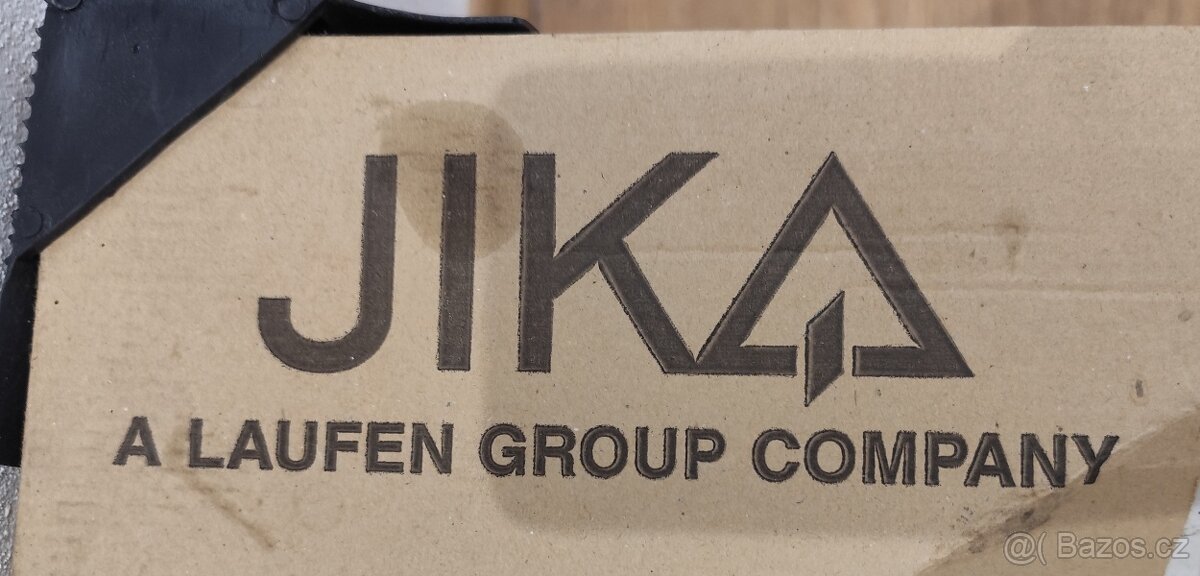 JIKA
A LAUFEN GROUP COMPANY
@( Bazos.cz